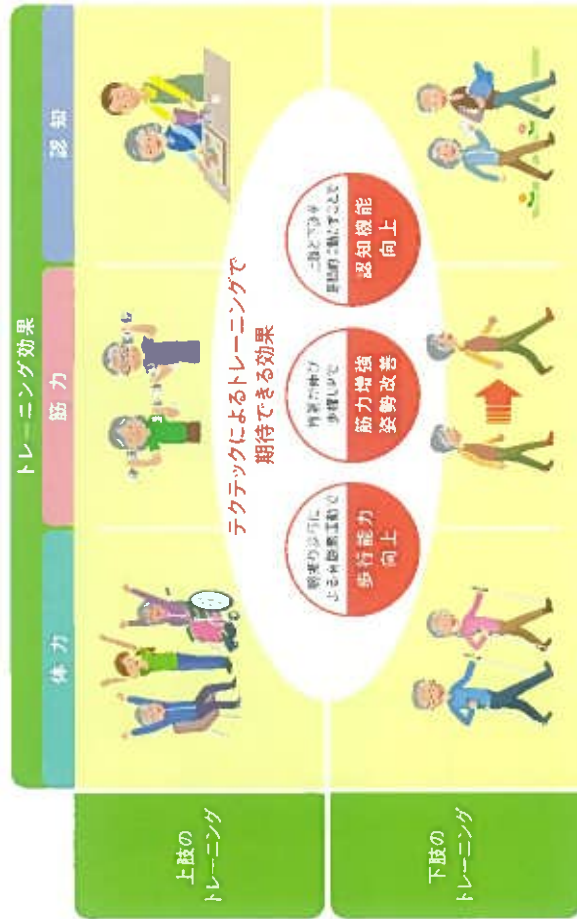 トレーニング効果
体力
筋力
認知
上肢の
トレーニング
テクテックによるトレーニングで
期待できる効果
歩行能力
向上
筋力増強
姿勢改善
認知機能
向上
下肢の
トレーニング